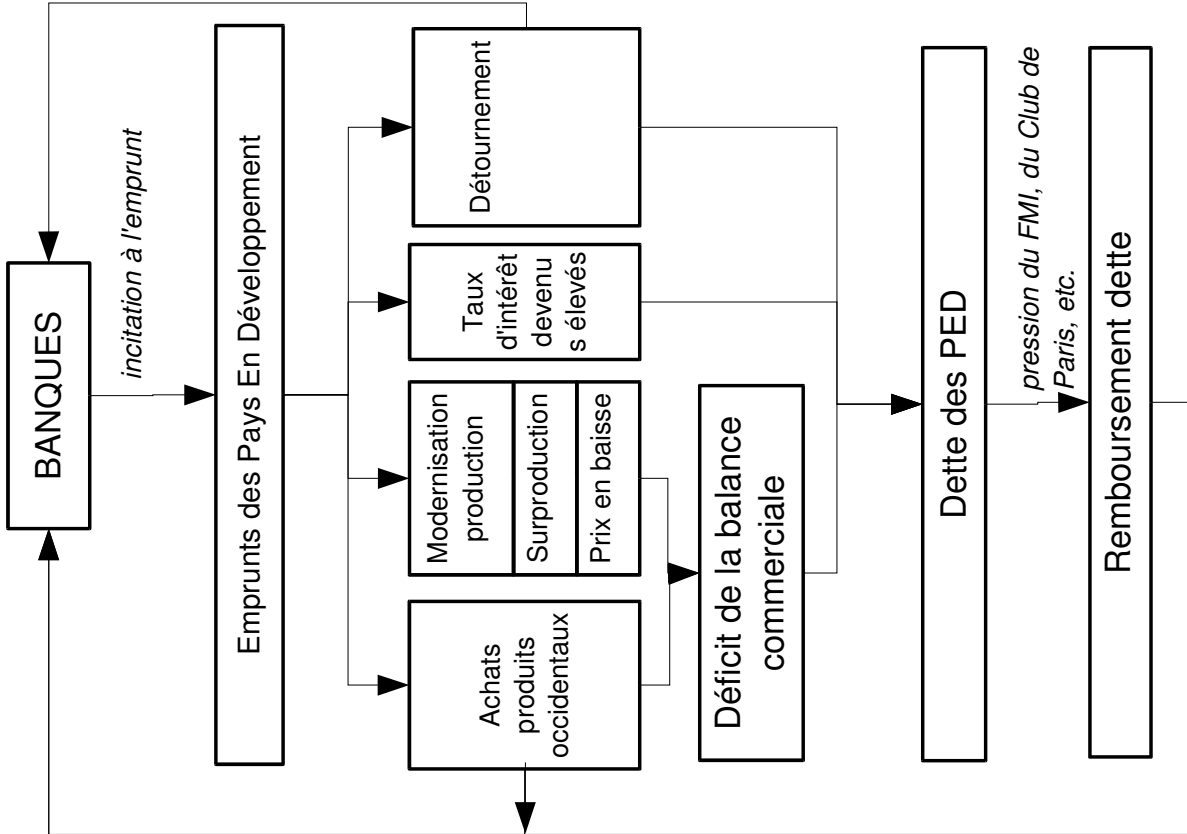 BANQUES
incitation à l'emprunt
Emprunts des Pays En Développement
Achats
produits
occidentaux
Modernisation
production
Surproduction
Prix en baisse
Taux
d'intérêt
devenu
s élevés
Détournement
Déficit de la balance
commerciale
Dette des PED
pression du FMI, du Club de
Paris, etc.
Remboursement dette